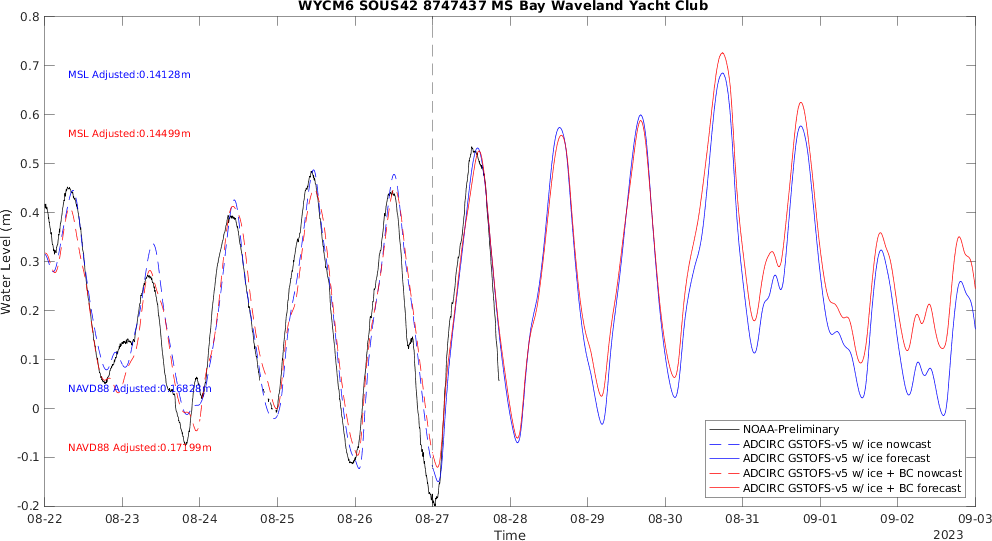 WYCM6 SOUS42 8747437 MS Bay Waveland Yacht Club
0.8
0.7
0.6
0.5
0.4
0.3
0.2
0.1
0
-0.1
-0.2
Water Level (m)
MSL Adjusted:0.14128m
MSL Adjusted:0.14499m
NAVD88 Adjusted:0.16828m
NAVD88 Adjusted:0.17199m
NOAA-Preliminary
ADCIRC GSTOFS-v5 w/ ice nowcast
ADCIRC GSTOFS-v5 w/ ice forecast
ADCIRC GSTOFS-v5 w/ ice + BC nowcast
ADCIRC GSTOFS-v5 w/ ice + BC forecast
08-22 08-23 08-24 08-25 08-26 08-27 08-28 08-29 08-30 08-31 09-01 09-02 09-03
Time
2023